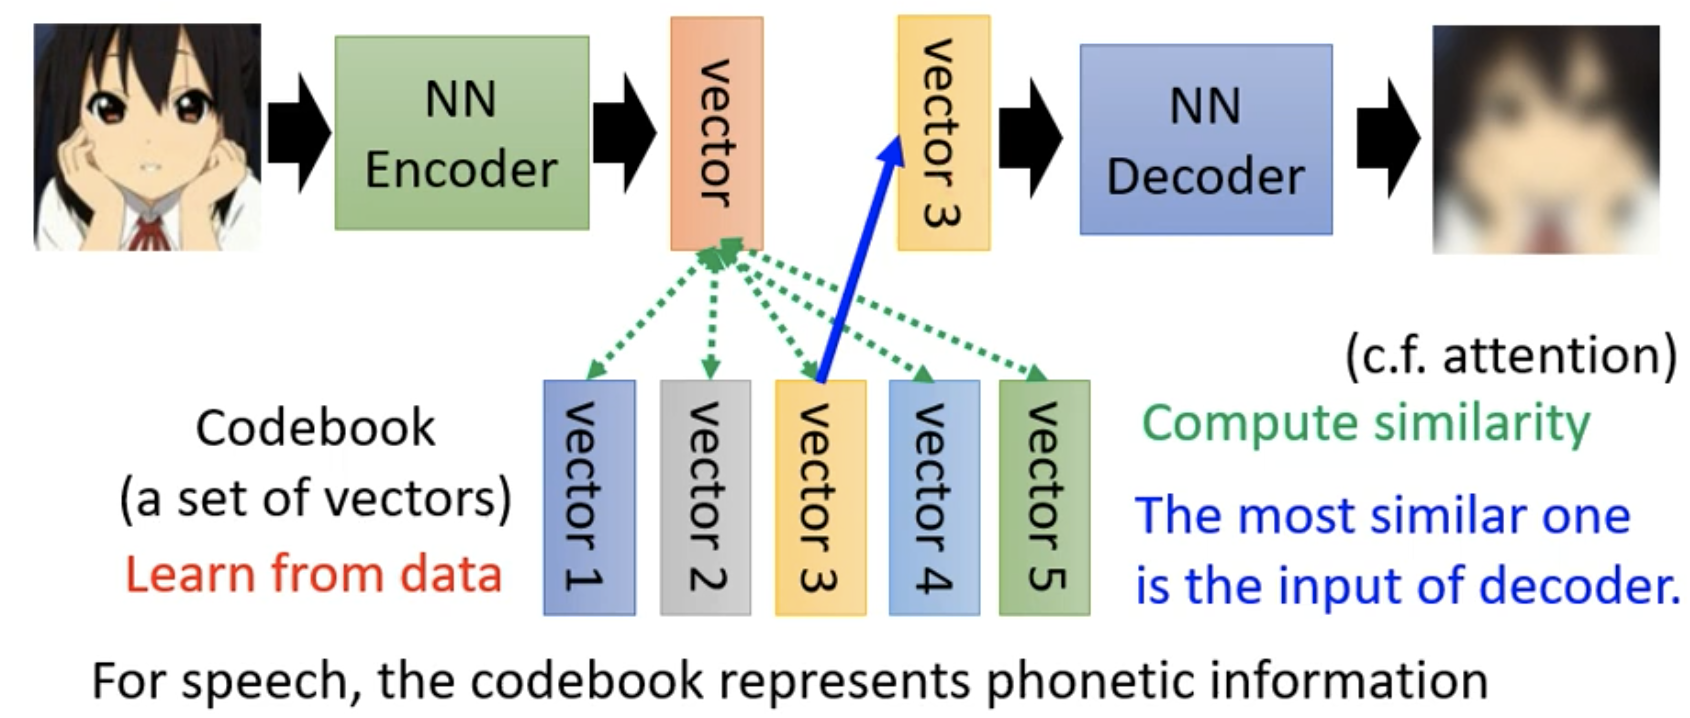 NN
Encoder
vector
vector 3
NN
Decoder
(c.f. attention)
Compute similarity
The most similar one
is the input of decoder.
Codebook
(a set of vectors)
Learn from data
vector 1
vector 2
vector 3
vector 4
vector 5
For speech, the codebook represents phonetic information